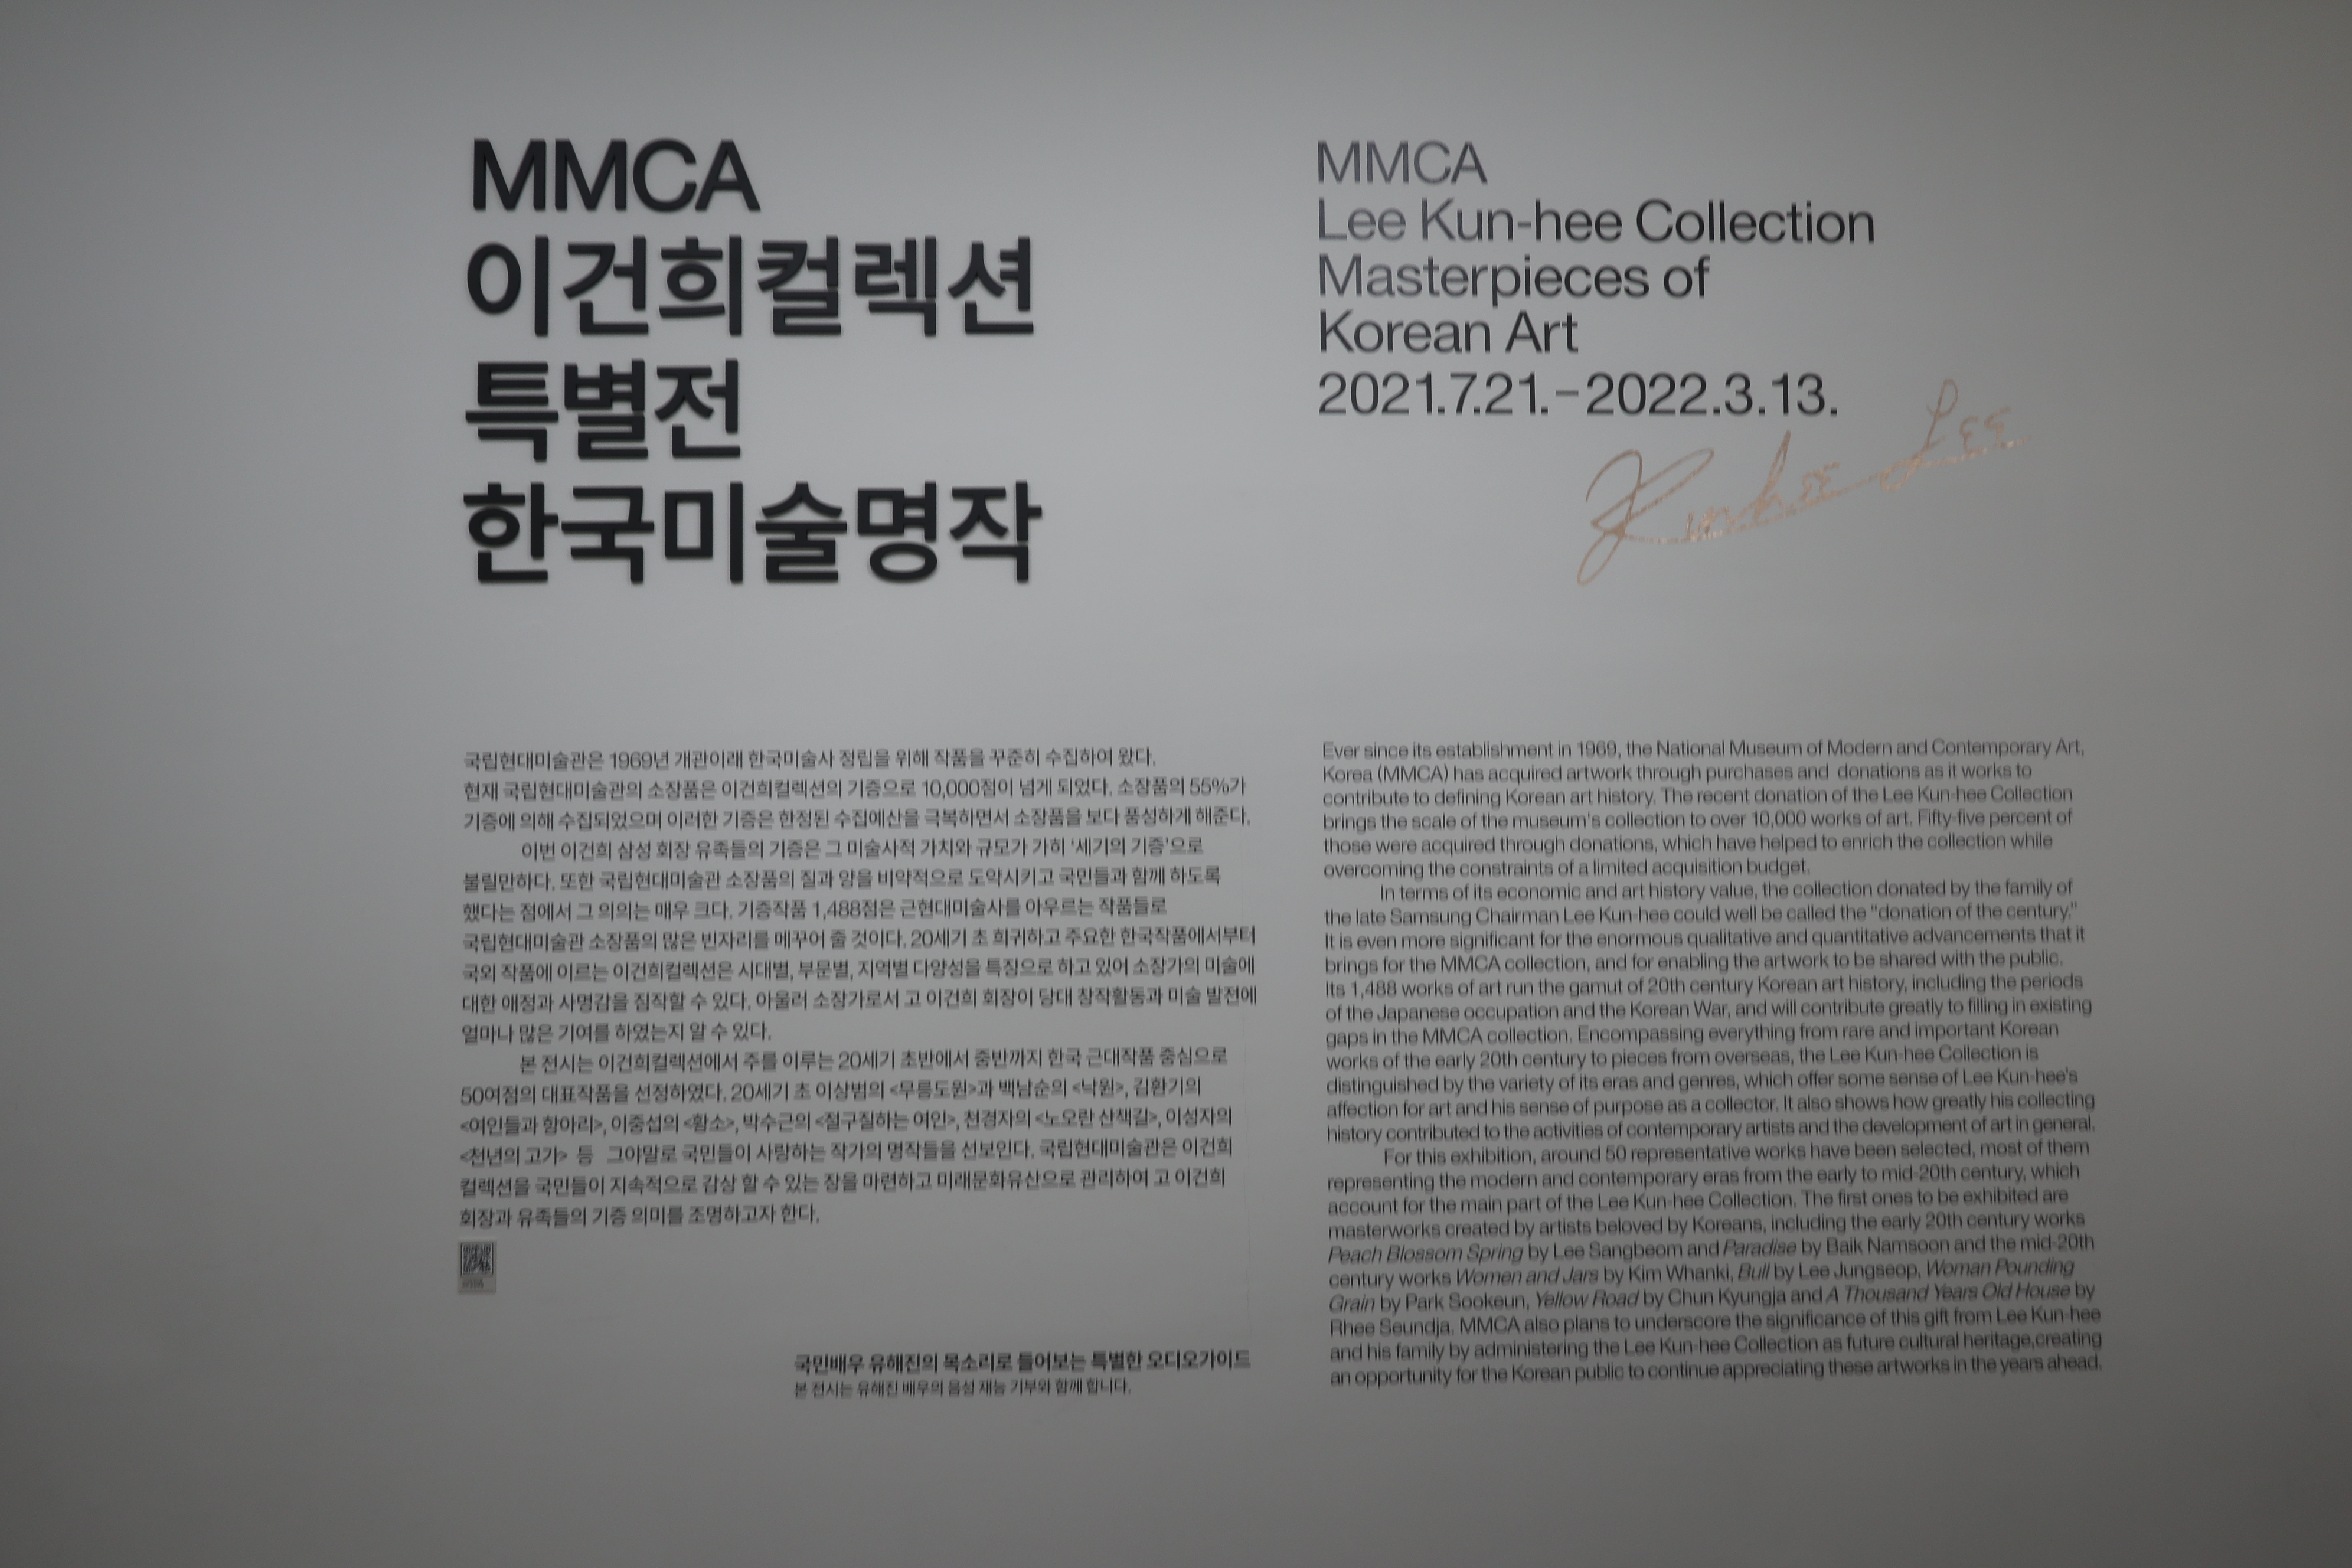 MMCA
이건희컬렉션
특별전
한국미술명작
MMCA
Lee Kun-hee Collection
Masterpieces of
Korean Art
2021.7.21.–2022.3.13.
Kunhee Lee
국립현대미술관은 1969년 개관이래 한국미술사 정립을 위해 작품을 꾸준히 수집하여 왔다.
현재 국립현대미술관의 소장품은 이건희컬렉션의 기증으로 10,000점이 넘게 되었다. 소장품의 55%가
기증에 의해 수집되었으며 이러한 기증은 한정된 수집예산을 극복하면서 소장품을 보다 풍성하게 해준다.
이번 이건희 삼성 회장 유족들의 기증은 그 미술사적 가치와 규모가 가히 ‘세기의 기증’으로
불릴만하다. 또한 국립현대미술관 소장품의 질과 양을 비약적으로 도약시키고 국민들과 함께 하도록
했다는 점에서 그 의의는 매우 크다. 기증작품 1,488점은 근현대미술사를 아우르는 작품들로
국립현대미술관 소장품의 많은 빈자리를 메꾸어 줄 것이다. 20세기 초 희귀하고 주요한 한국작품에서부터
국외 작품에 이르는 이건희컬렉션은 시대별, 부문별, 지역별 다양성을 특징으로 하고 있어 소장가의 미술에
대한 애정과 사명감을 짐작할 수 있다. 아울러 소장가로서 고 이건희 회장이 당대 창작활동과 미술 발전에
얼마나 많은 기여를 하였는지 알 수 있다.
본 전시는 이건희컬렉션에서 주를 이루는 20세기 초반에서 중반까지 한국 근대작품 중심으로
50여점의 대표작품을 선정하였다. 20세기 초 이상범의 <무릉도원>과 백남순의 <낙원>, 김환기의
<여인들과 항아리>, 이중섭의 <황소>, 박수근의 <절구질하는 여인>, 천경자의 <노오란 산책길>, 이성자의
<천년의 고가> 등 그야말로 국민들이 사랑하는 작가의 명작들을 선보인다. 국립현대미술관은 이건희
컬렉션을 국민들이 지속적으로 감상 할 수 있는 장을 마련하고 미래문화유산으로 관리하여 고 이건희
회장과 유족들의 기증 의미를 조명하고자 한다.
국민배우 유해진의 목소리로 들어보는 특별한 오디오가이드
본 전시는 유해진 배우의 음성 재능 기부와 함께 합니다.
Ever since its establishment in 1969, the National Museum of Modern and Contemporary Art,
Korea (MMCA) has acquired artwork through purchases and donations as it works to
contribute to defining Korean art history. The recent donation of the Lee Kun-hee Collection
brings the scale of the museum's collection to over 10,000 works of art. Fifty-five percent of
those were acquired through donations, which have helped to enrich the collection while
overcoming the constraints of a limited acquisition budget.
In terms of its economic and art history value, the collection donated by the family of
the late Samsung Chairman Lee Kun-hee could well be called the "donation of the century."
It is even more significant for the enormous qualitative and quantitative advancements that it
brings for the MMCA collection, and for enabling the artwork to be shared with the public.
Its 1,488 works of art run the gamut of 20th century Korean art history, including the periods
of the Japanese occupation and the Korean War, and will contribute greatly to filling in existing
gaps in the MMCA collection. Encompassing everything from rare and important Korean
works of the early 20th century to pieces from overseas, the Lee Kun-hee Collection is
distinguished by the variety of its eras and genres, which offer some sense of Lee Kun-hee's
affection for art and his sense of purpose as a collector. It also shows how greatly his collecting
history contributed to the activities of contemporary artists and the development of art in general.
For this exhibition, around 50 representative works have been selected, most of them
representing the modern and contemporary eras from the early to mid-20th century, which
account for the main part of the Lee Kun-hee Collection. The first ones to be exhibited are
masterworks created by artists beloved by Koreans, including the early 20th century works
Peach Blossom Spring by Lee Sangbeom and Paradise by Baik Namsoon and the mid-20th
century works Women and Jars by Kim Whanki, Bull by Lee Jungseop, Woman Pounding
Grain by Park Sookeun, Yellow Road by Chun Kyungja and A Thousand Years Old House by
Rhee Seundja. MMCA also plans to underscore the significance of this gift from Lee Kun-hee
and his family by administering the Lee Kun-hee Collection as future cultural heritage,creating
an opportunity for the Korean public to continue appreciating these artworks in the years ahead.